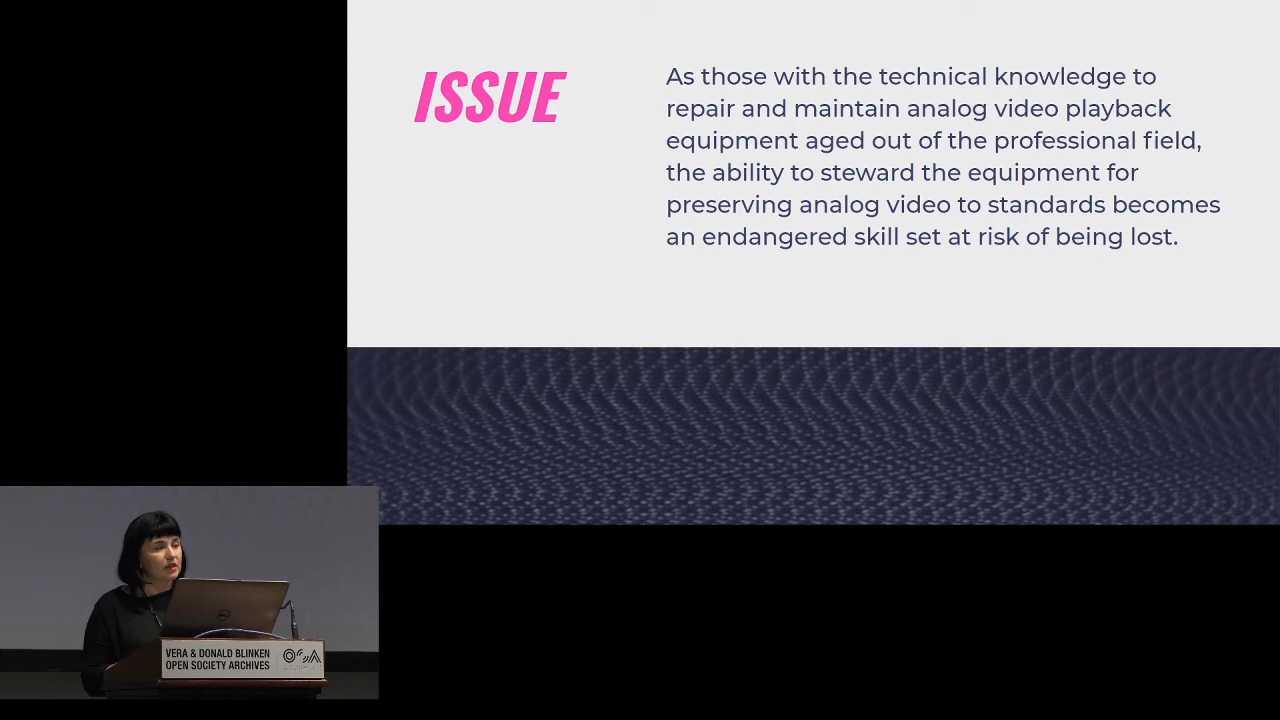 ISSUE
As those with the technical knowledge to
repair and maintain analog video playback
equipment aged out of the professional field,
the ability to steward the equipment for
preserving analog video to standards becomes
an endangered skill set at risk of being lost.
VERA & DONALD BLINKEN
OPEN SOCIETY ARCHIVES
OSA